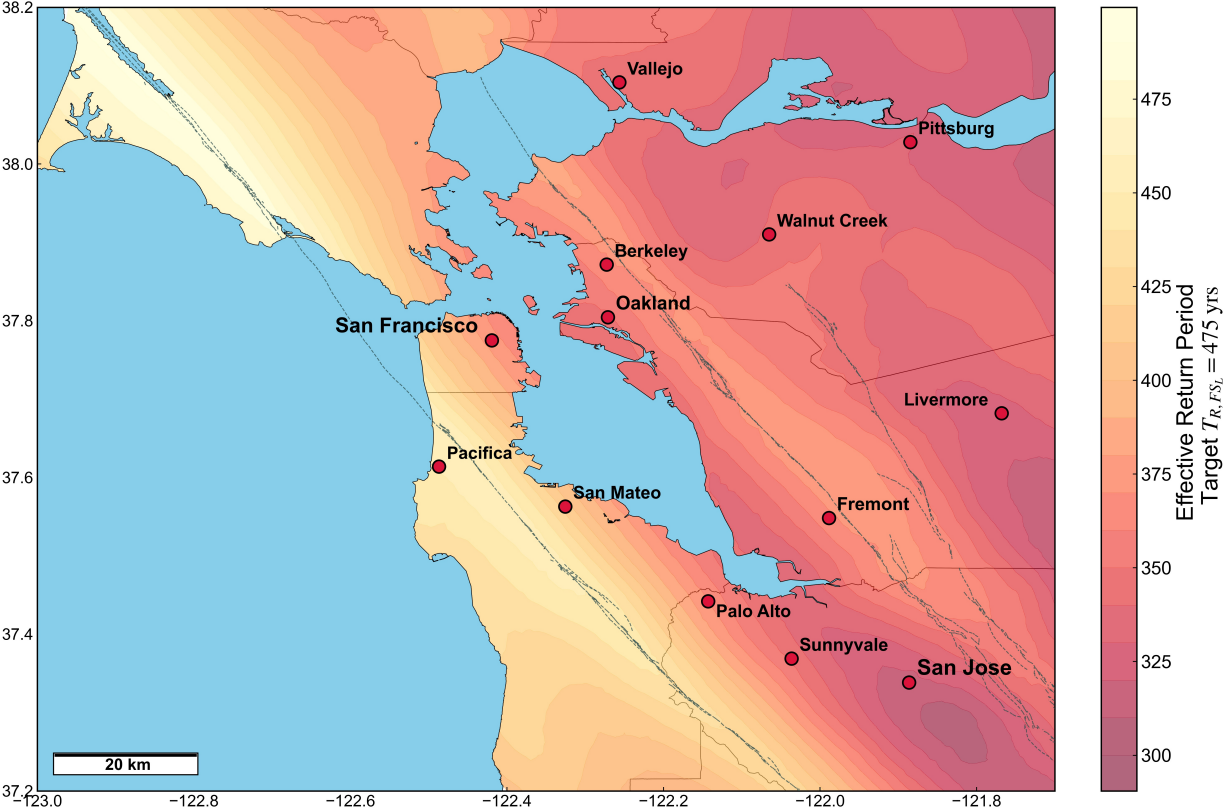 38.2
38.0
37.8
37.6
37.4
37.2
−123.0
−122.8
−122.6
−122.4
−122.2
−122.0
−121.8
Vallejo
Pittsburg
Walnut Creek
Berkeley
Oakland
San Francisco
Livermore
Pacifica
San Mateo
Fremont
Palo Alto
Sunnyvale
San Jose
20 km
475
450
425
400
375
350
325
300
Effective Return Period
Target T_{R,FS_L} = 475 yrs